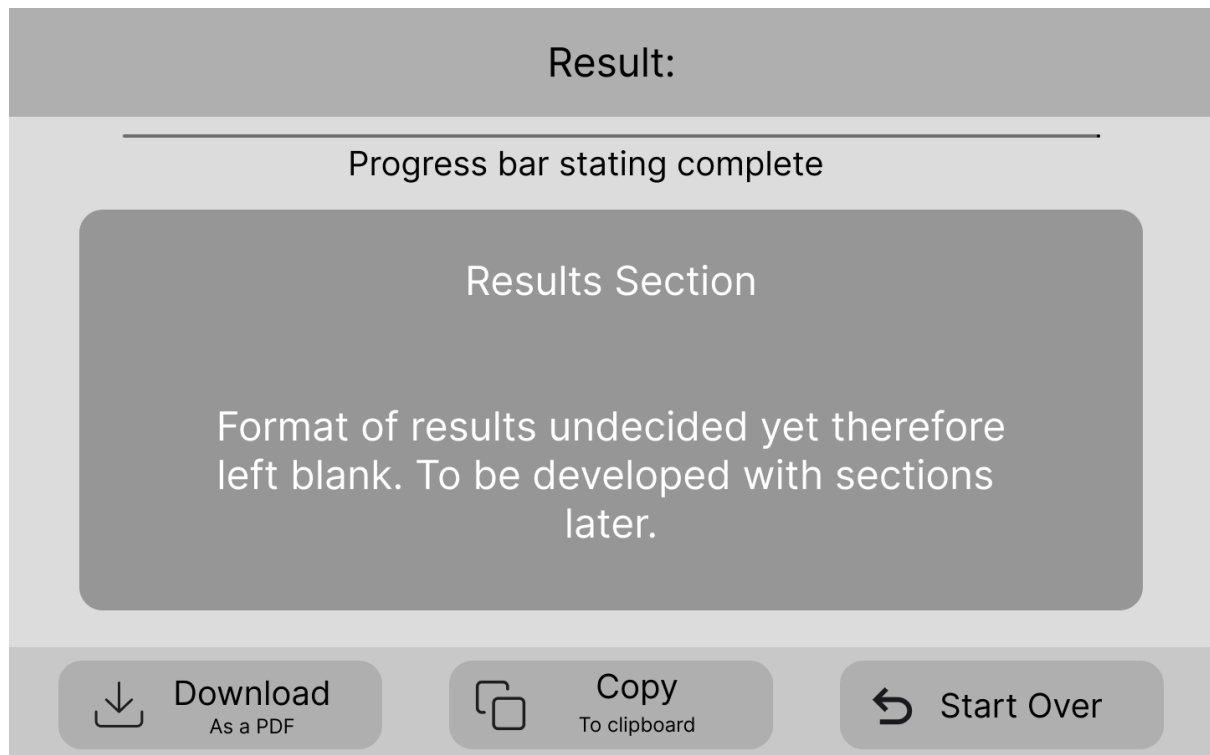 Result:
Progress bar stating complete
Results Section
Format of results undecided yet therefore
left blank. To be developed with sections
later.
Download
As a PDF
Copy
To clipboard
Start Over